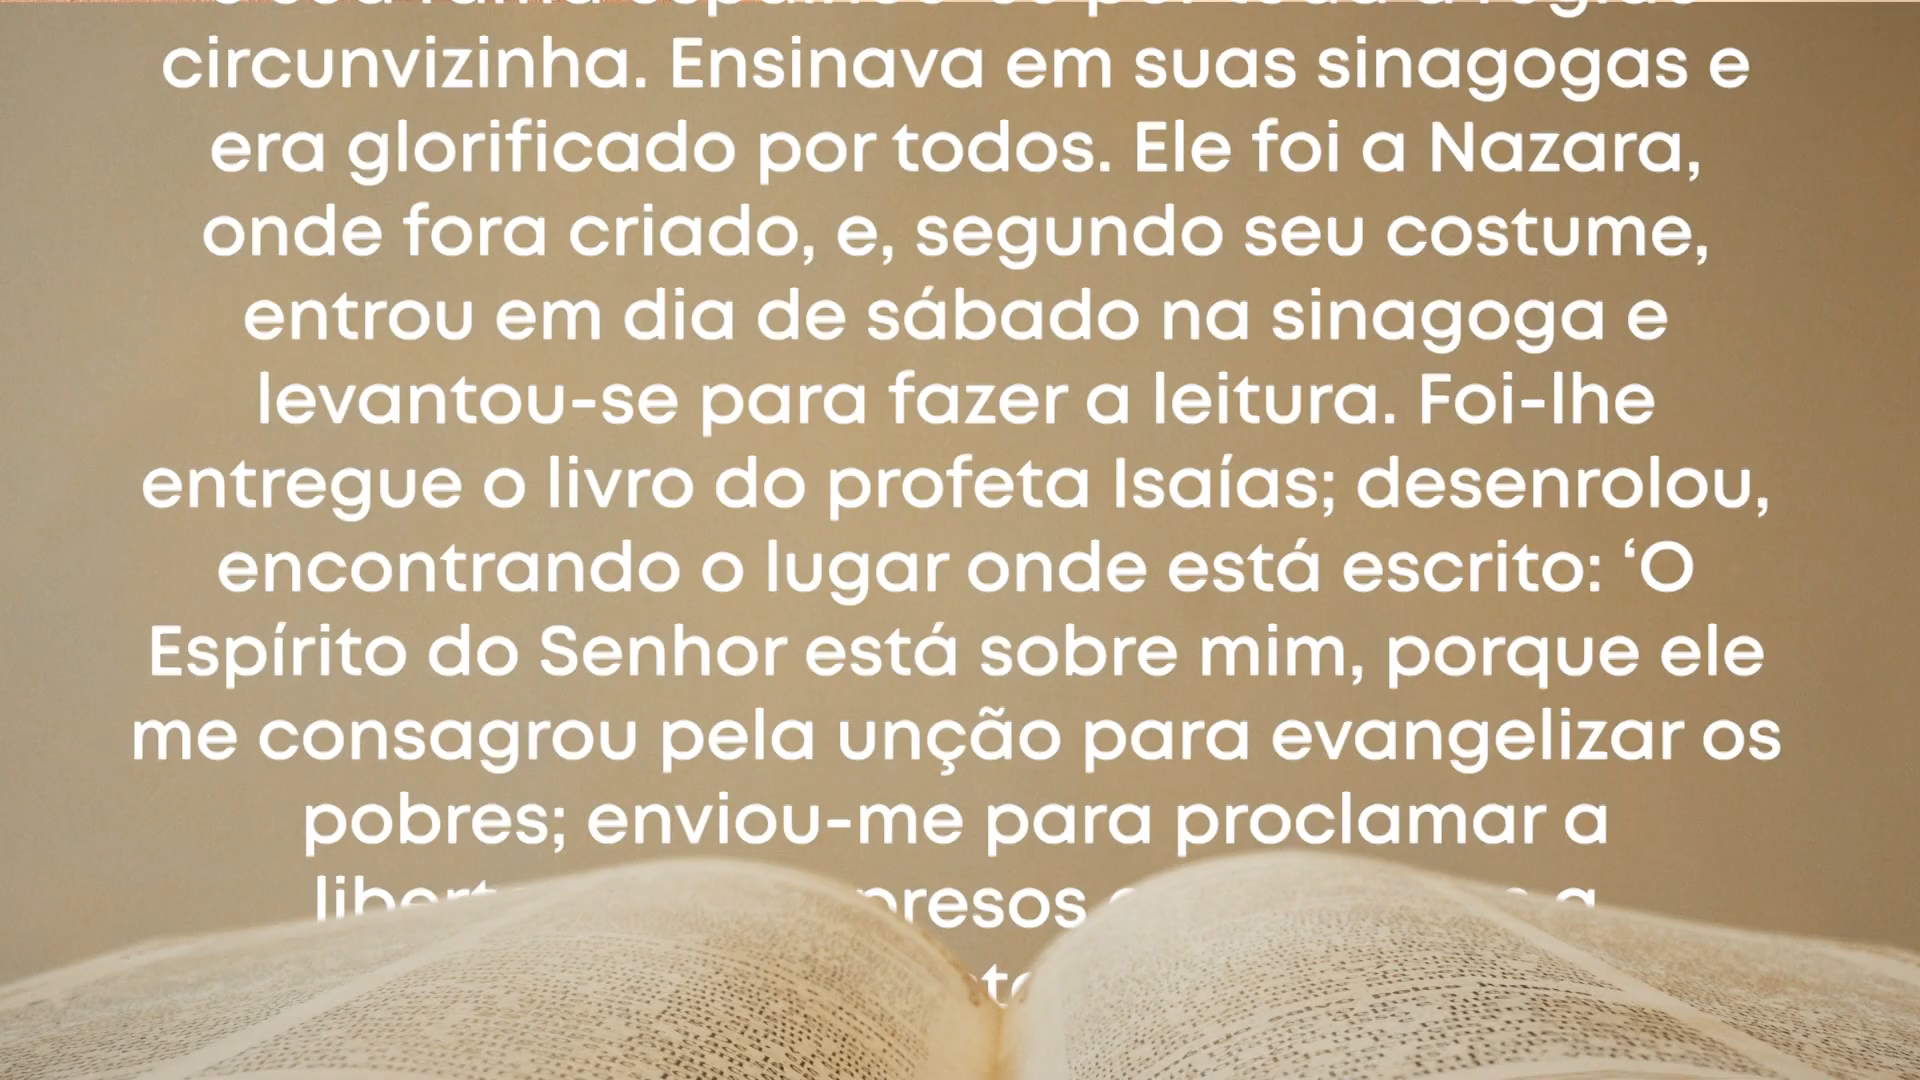 circunvizinha. Ensinava em suas sinagogas e
era glorificado por todos. Ele foi a Nazara,
onde fora criado, e, segundo seu costume,
entrou em dia de sábado na sinagoga e
levantou-se para fazer a leitura. Foi-lhe
entregue o livro do profeta Isaías; desenrolou,
encontrando o lugar onde está escrito: ‘O
Espírito do Senhor está sobre mim, porque ele
me consagrou pela unção para evangelizar os
pobres; enviou-me para proclamar a
presos